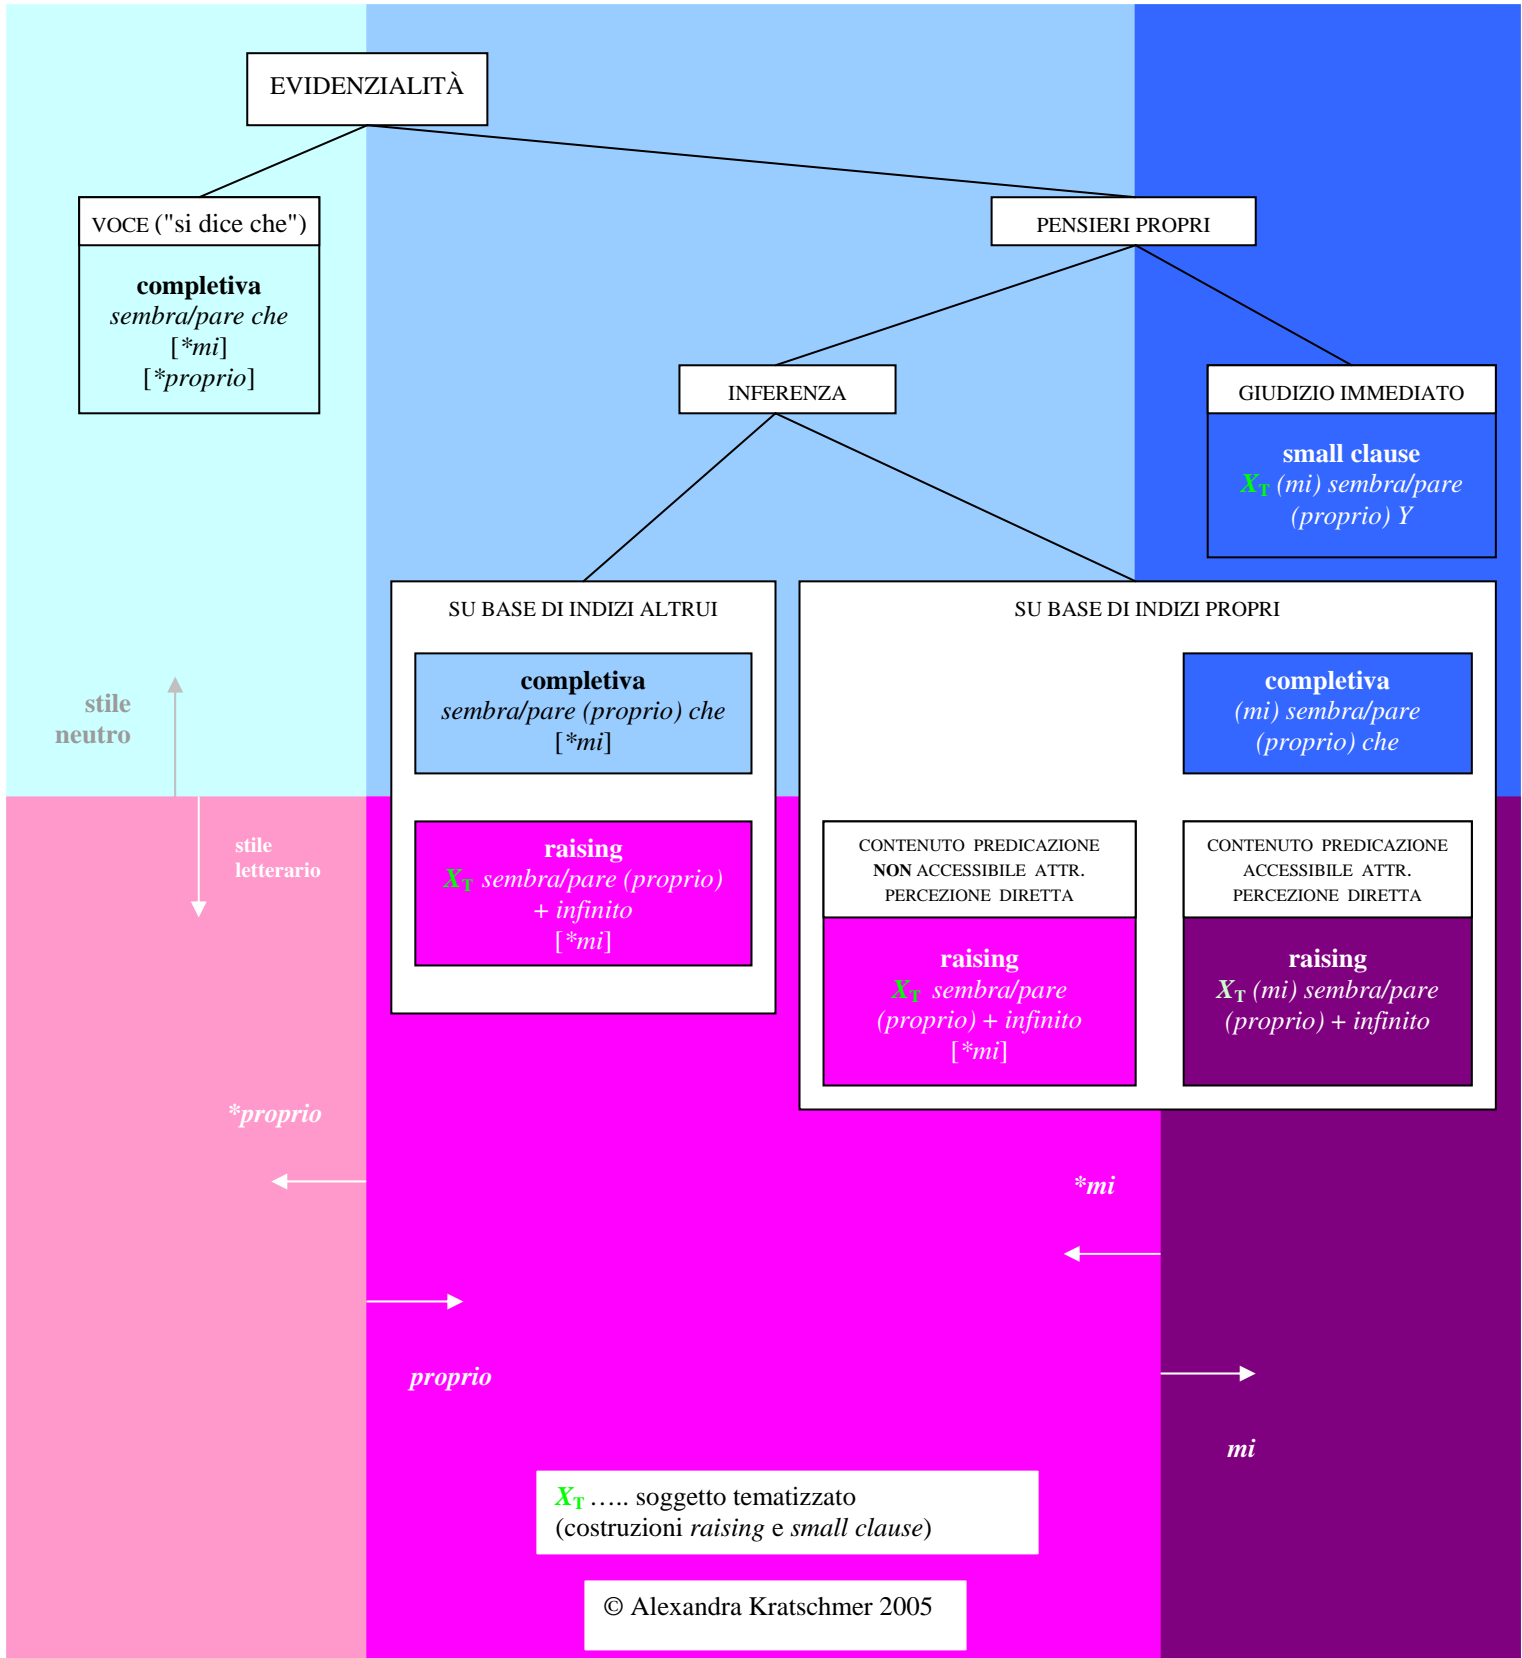 EVIDENZIALITÀ
VOCE ("si dice che")
completiva
sembra/pare che
[*mi]
[*proprio]
PENSIERI PROPRI
INFERENZA
GIUDIZIO IMMEDIATO
small clause
XT (mi) sembra/pare
(proprio) Y
SU BASE DI INDIZI ALTRUI
completiva
sembra/pare (proprio) che
[*mi]
raising
XT sembra/pare (proprio)
+ infinito
[*mi]
SU BASE DI INDIZI PROPRI
completiva
(mi) sembra/pare
(proprio) che
CONTENUTO PREDICAZIONE
NON ACCESSIBILE ATTR.
PERCEZIONE DIRETTA
raising
XT sembra/pare
(proprio) + infinito
[*mi]
CONTENUTO PREDICAZIONE
ACCESSIBILE ATTR.
PERCEZIONE DIRETTA
raising
XT (mi) sembra/pare
(proprio) + infinito
stile
neutro
stile
letterario
*proprio
*mi
proprio
mi
XT ….. soggetto tematizzato
(costruzioni raising e small clause)
© Alexandra Kratschmer 2005